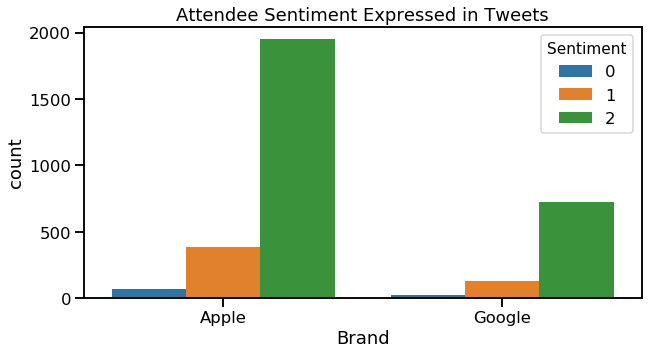 Attendee Sentiment Expressed in Tweets
2000
1500
1000
500
0
count
Sentiment
0
1
2
Apple
Google
Brand